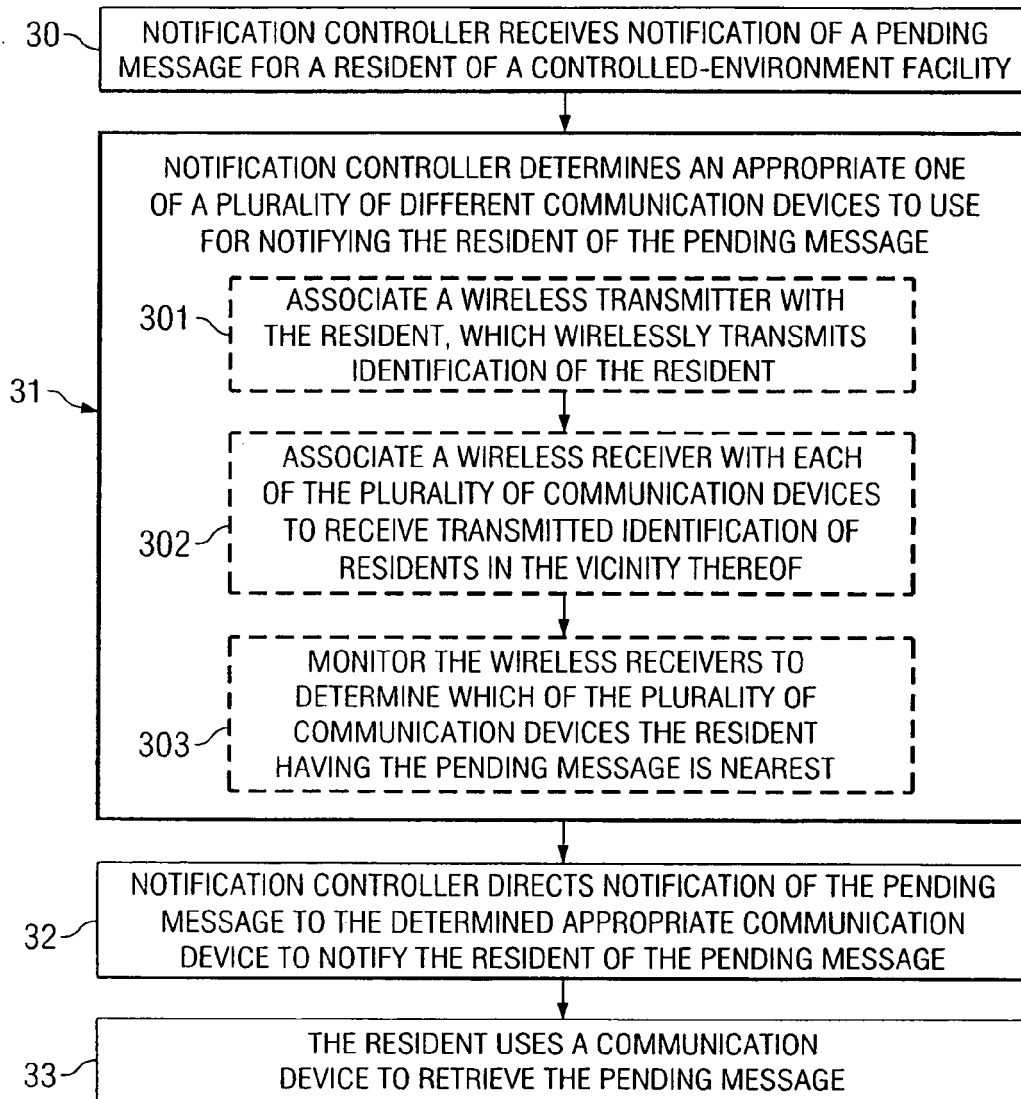 30
NOTIFICATION CONTROLLER RECEIVES NOTIFICATION OF A PENDING
MESSAGE FOR A RESIDENT OF A CONTROLLED-ENVIRONMENT FACILITY
31
NOTIFICATION CONTROLLER DETERMINES AN APPROPRIATE ONE
OF A PLURALITY OF DIFFERENT COMMUNICATION DEVICES TO USE
FOR NOTIFYING THE RESIDENT OF THE PENDING MESSAGE
301
ASSOCIATE A WIRELESS TRANSMITTER WITH
THE RESIDENT, WHICH WIRELESSLY TRANSMITS
IDENTIFICATION OF THE RESIDENT
302
ASSOCIATE A WIRELESS RECEIVER WITH EACH
OF THE PLURALITY OF COMMUNICATION DEVICES
TO RECEIVE TRANSMITTED IDENTIFICATION OF
RESIDENTS IN THE VICINITY THEREOF
303
MONITOR THE WIRELESS RECEIVERS TO
DETERMINE WHICH OF THE PLURALITY OF
COMMUNICATION DEVICES THE RESIDENT
HAVING THE PENDING MESSAGE IS NEAREST
32
NOTIFICATION CONTROLLER DIRECTS NOTIFICATION OF THE PENDING
MESSAGE TO THE DETERMINED APPROPRIATE COMMUNICATION
DEVICE TO NOTIFY THE RESIDENT OF THE PENDING MESSAGE
33
THE RESIDENT USES A COMMUNICATION
DEVICE TO RETRIEVE THE PENDING MESSAGE